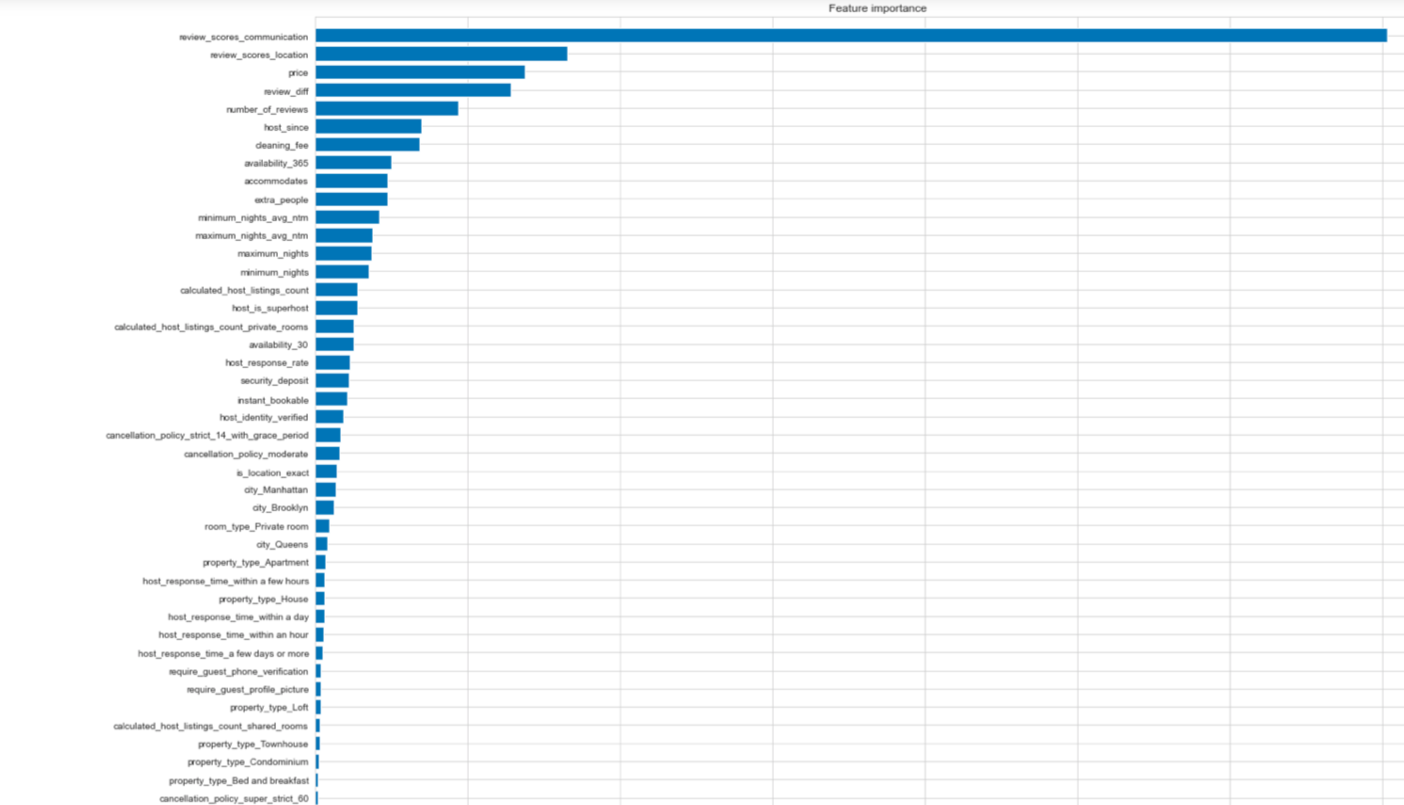 Feature importance
review_scores_communication
review_scores_location
price
review_diff
number_of_reviews
host_since
cleaning_fee
availability_365
accommodates
extra_people
minimum_nights_avg_ntm
maximum_nights_avg_ntm
maximum_nights
minimum_nights
calculated_host_listings_count
host_is_superhost
calculated_host_listings_count_private_rooms
availability_30
host_response_rate
security_deposit
instant_bookable
host_identity_verified
cancellation_policy_strict_14_with_grace_period
cancellation_policy_moderate
is_location_exact
city_Manhattan
city_Brooklyn
room_type_Private room
city_Queens
property_type_Apartment
host_response_time_within a few hours
property_type_House
host_response_time_within a day
host_response_time_within an hour
host_response_time_a few days or more
require_guest_phone_verification
require_guest_profile_picture
property_type_Loft
calculated_host_listings_count_shared_rooms
property_type_Townhouse
property_type_Condominium
property_type_Bed and breakfast
cancellation_policy_super_strict_60